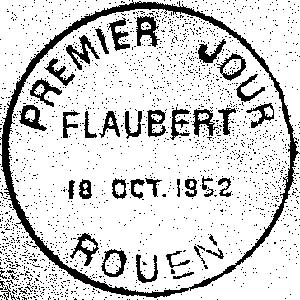 PREMIER JOUR
FLAUBERT
18 OCT. 1952
ROUEN